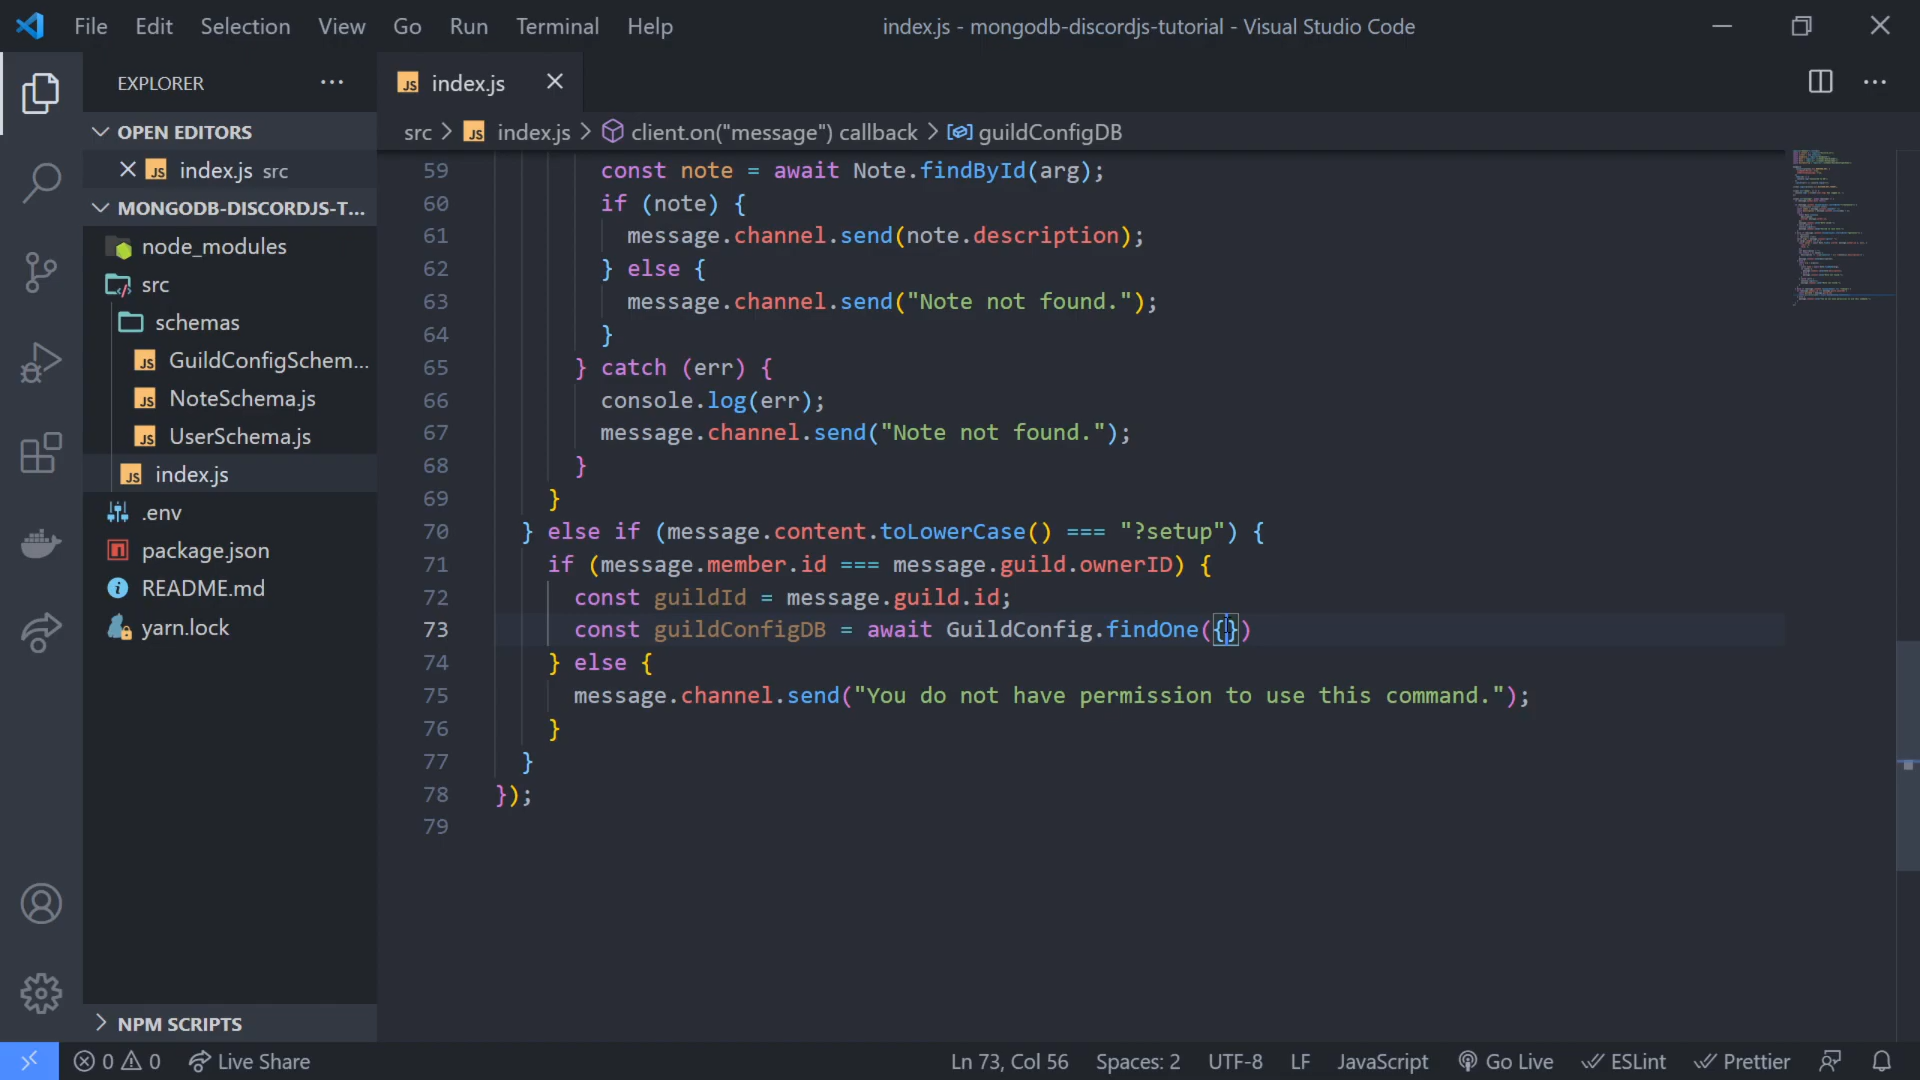 File Edit Selection View Go Run Terminal Help
index.js - mongodb-discordjs-tutorial - Visual Studio Code
EXPLORER
JS index.js
OPEN EDITORS
JS index.js src
MONGODB-DISCORDJS-T...
node_modules
src
schemas
JS GuildConfigSchem...
JS NoteSchema.js
JS UserSchema.js
JS index.js
.env
package.json
README.md
yarn.lock
NPM SCRIPTS
src > JS index.js > client.on("message") callback > guildConfigDB
59 const note = await Note.findById(arg);
60 if (note) {
61 message.channel.send(note.description);
62 } else {
63 message.channel.send("Note not found.");
64 }
65 } catch (err) {
66 console.log(err);
67 message.channel.send("Note not found.");
68 }
69 }
70 } else if (message.content.toLowerCase() === "?setup") {
71 if (message.member.id === message.guild.ownerID) {
72 const guildId = message.guild.id;
73 const guildConfigDB = await GuildConfig.findOne({})
74 } else {
75 message.channel.send("You do not have permission to use this command.");
76 }
77 }
78 });
79
0 0 Live Share
Ln 73, Col 56 Spaces: 2 UTF-8 LF JavaScript Go Live ESLint Prettier